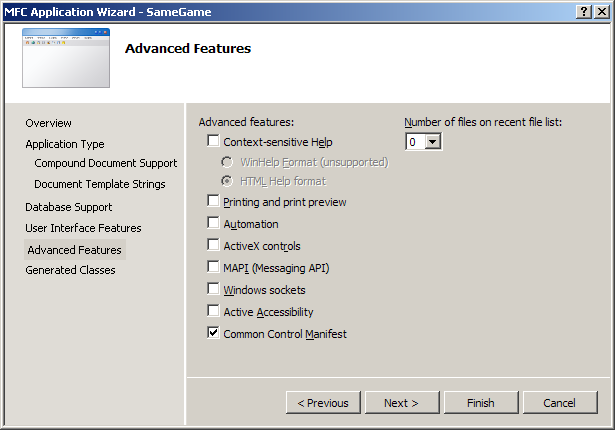 MFC Application Wizard - SameGame
Advanced Features
Overview
Application Type
Compound Document Support
Document Template Strings
Database Support
User Interface Features
Advanced Features
Generated Classes
Advanced features:
Context-sensitive Help
WinHelp Format (unsupported)
HTML Help format
Printing and print preview
Automation
ActiveX controls
MAPI (Messaging API)
Windows sockets
Active Accessibility
Common Control Manifest
Number of files on recent file list:
0
< Previous
Next >
Finish
Cancel